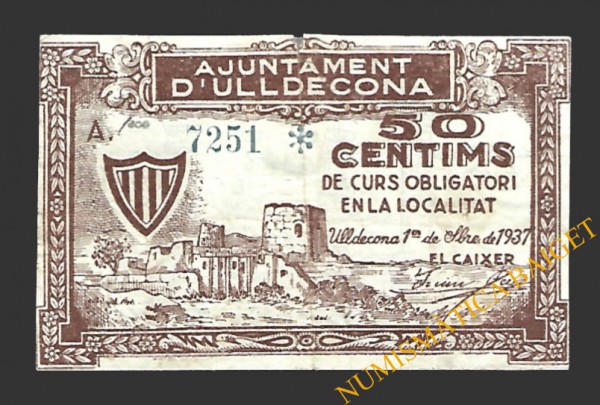 AJUNTAMENT
D'ULLDECONA
A.
7251 *
50
CENTIMS
DE CURS OBLIGATORI
EN LA LOCALITAT
Ulldecona 1er de Sbre de 1937
EL CAIXER
NUMISMATICA BAIGET